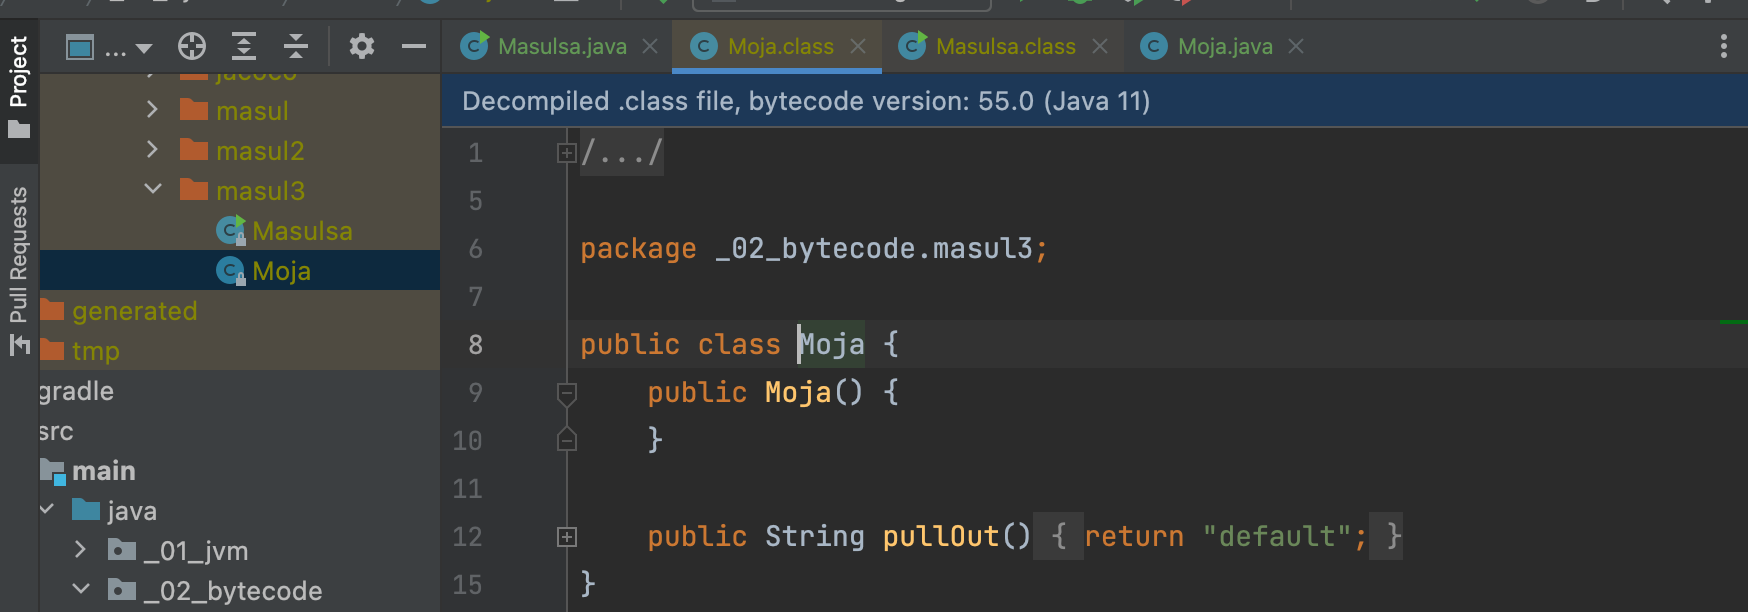 Project
Pull Requests
...
jacoco
masul
masul2
masul3
Masulsa
Moja
generated
tmp
gradle
src
main
java
_01_jvm
_02_bytecode
Masulsa.java
Moja.class
Masulsa.class
Moja.java
Decompiled .class file, bytecode version: 55.0 (Java 11)
1 /.../
5
6 package _02_bytecode.masul3;
7
8 public class Moja {
9 public Moja() {
10 }
11
12 public String pullOut() { return "default"; }
15 }